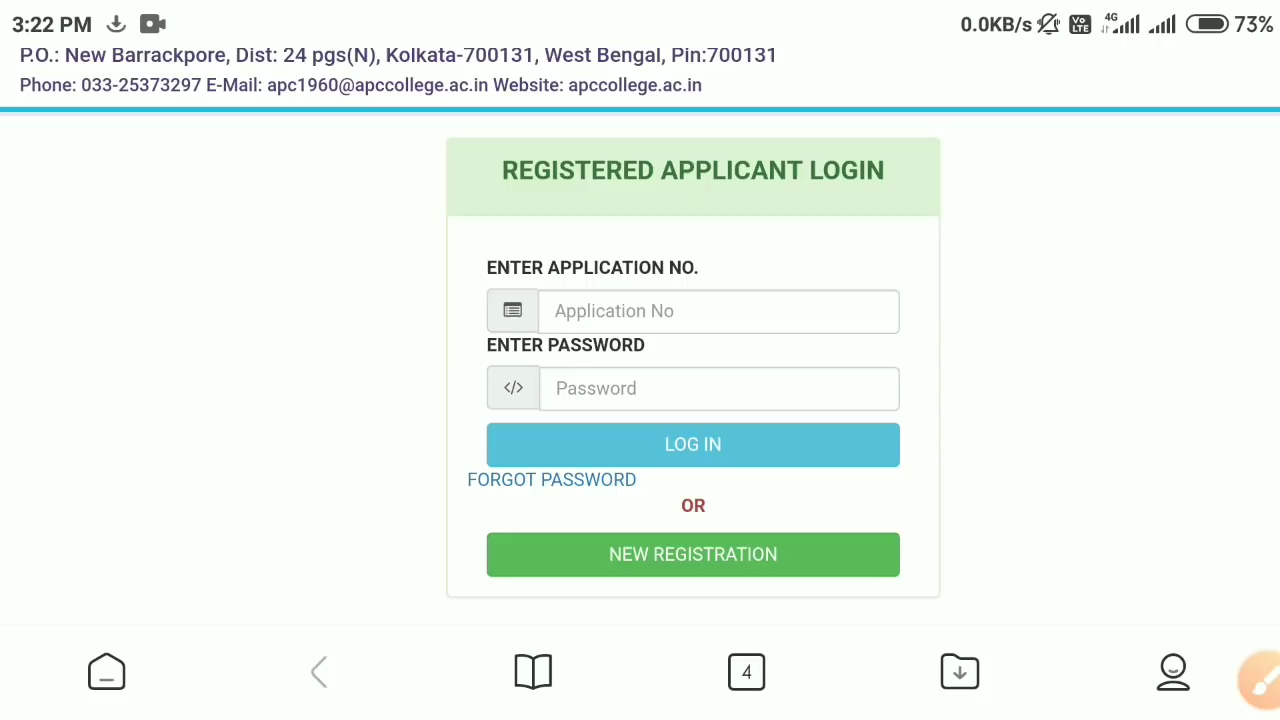 3:22 PM 0.0KB/s Vo LTE 4G 73%
P.O.: New Barrackpore, Dist: 24 pgs(N), Kolkata-700131, West Bengal, Pin:700131
Phone: 033-25373297 E-Mail: apc1960@apccollege.ac.in Website: apccollege.ac.in
REGISTERED APPLICANT LOGIN
ENTER APPLICATION NO.
Application No
ENTER PASSWORD
</> Password
LOG IN
FORGOT PASSWORD
OR
NEW REGISTRATION
4